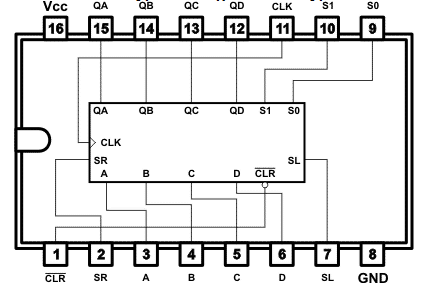 Vcc QA QB QC QD CLK S1 S0
16 15 14 13 12 11 10 9
QA QB QC QD S1 S0
CLK
SR SL
A B C D CLR
1 2 3 4 5 6 7 8
CLR SR A B C D SL GND